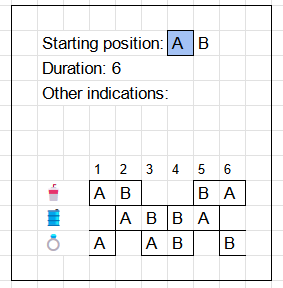 Starting position: A B
Duration: 6
Other indications:
1 2 3 4 5 6
A B B A
A B B A
A A B B